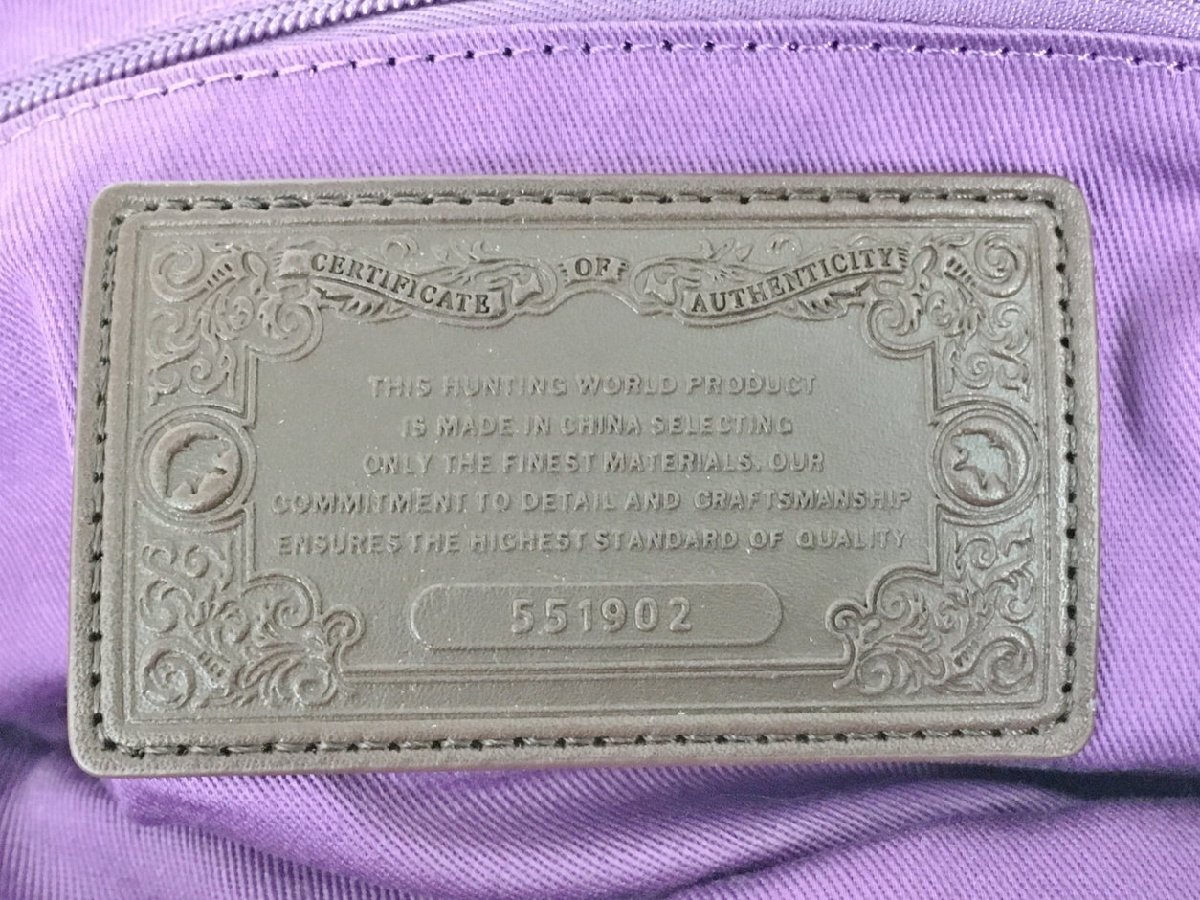 CERTIFICATE OF AUTHENTICITY
THIS HUNTING WORLD PRODUCT
IS MADE IN CHINA SELECTING
ONLY THE FINEST MATERIALS. OUR
COMMITMENT TO DETAIL AND CRAFTSMANSHIP
ENSURES THE HIGHEST STANDARD OF QUALITY
551902